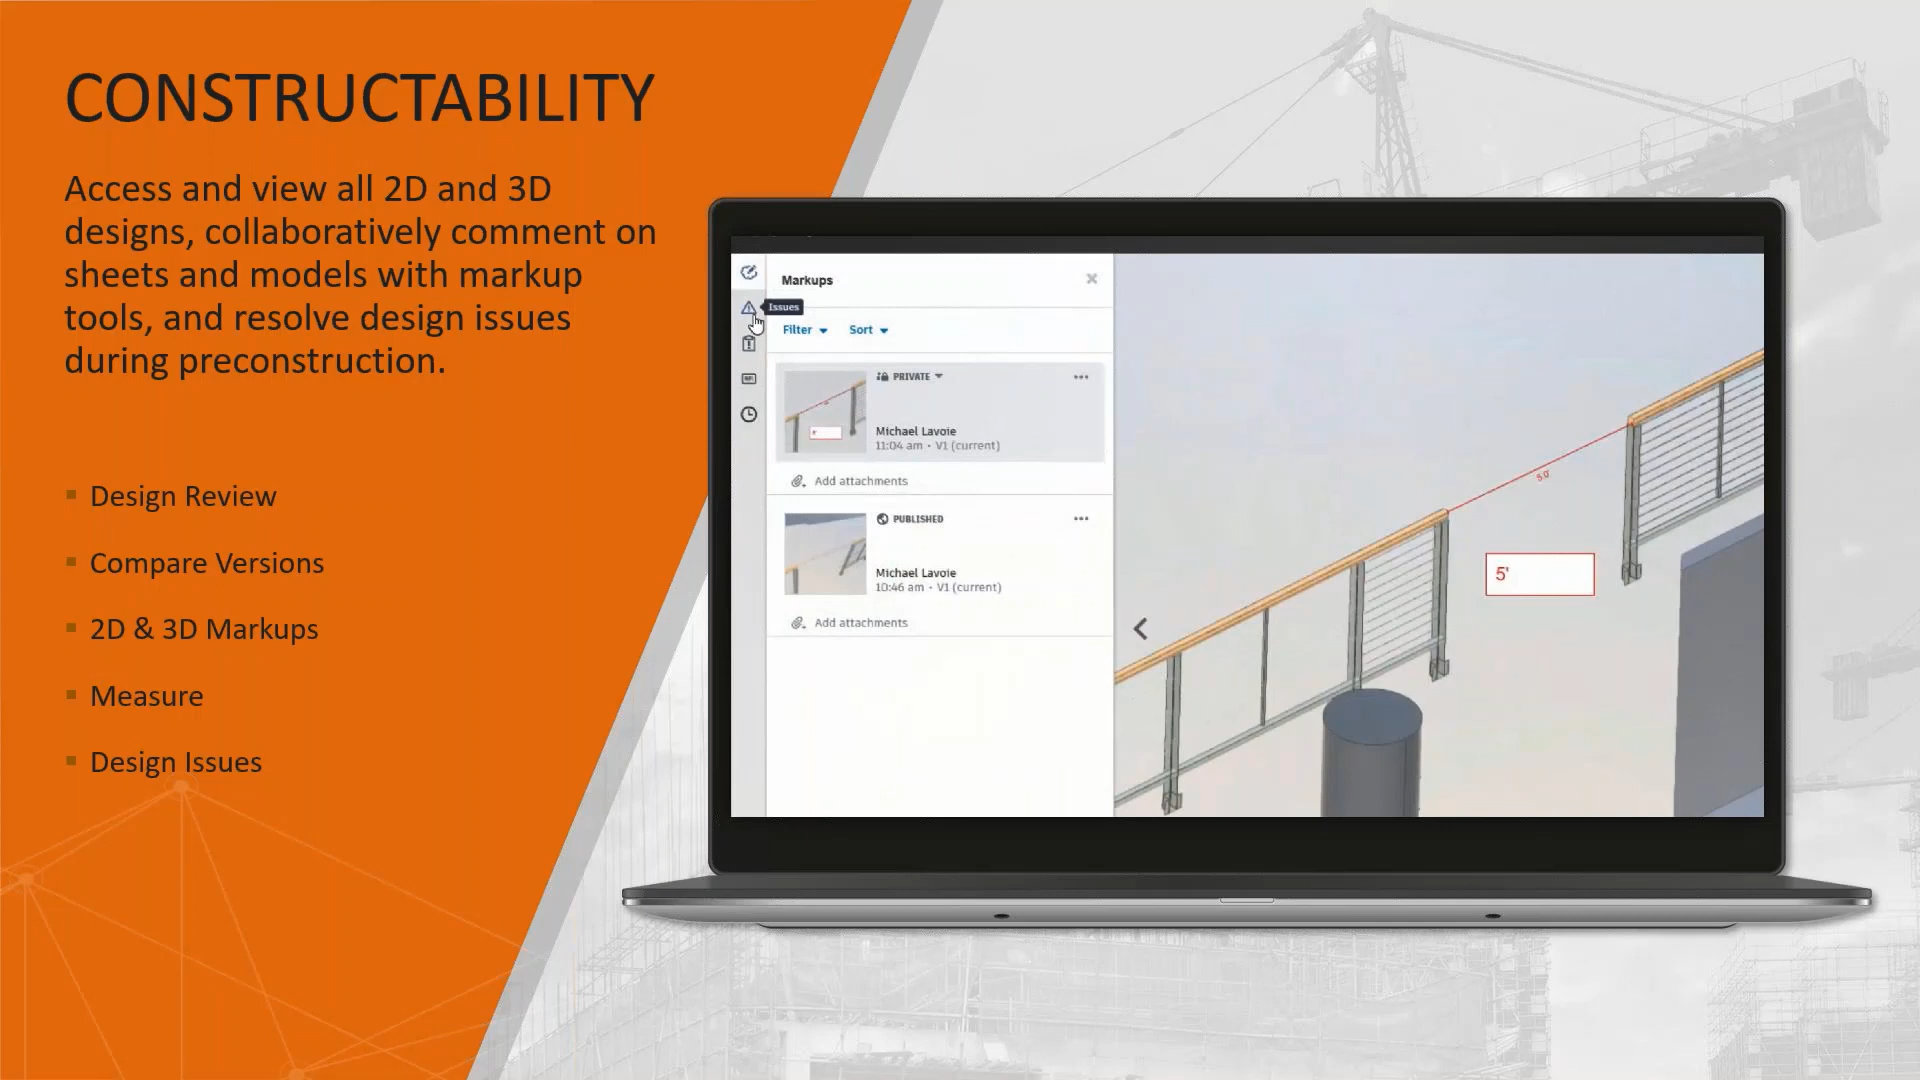 CONSTRUCTABILITY
Access and view all 2D and 3D
designs, collaboratively comment on
sheets and models with markup
tools, and resolve design issues
during preconstruction.
Design Review
Compare Versions
2D & 3D Markups
Measure
Design Issues
Markups
Issues
Filter
Sort
PRIVATE
Michael Lavoie
11:04 am • V1 (current)
Add attachments
PUBLISHED
Michael Lavoie
10:46 am • V1 (current)
Add attachments
5.0'
5'